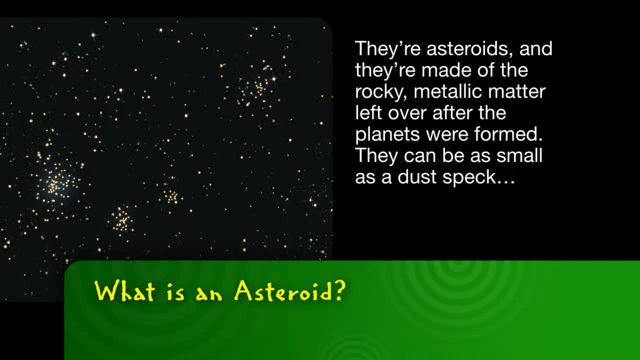 They’re asteroids, and
they’re made of the
rocky, metallic matter
left over after the
planets were formed.
They can be as small
as a dust speck…
What is an Asteroid?